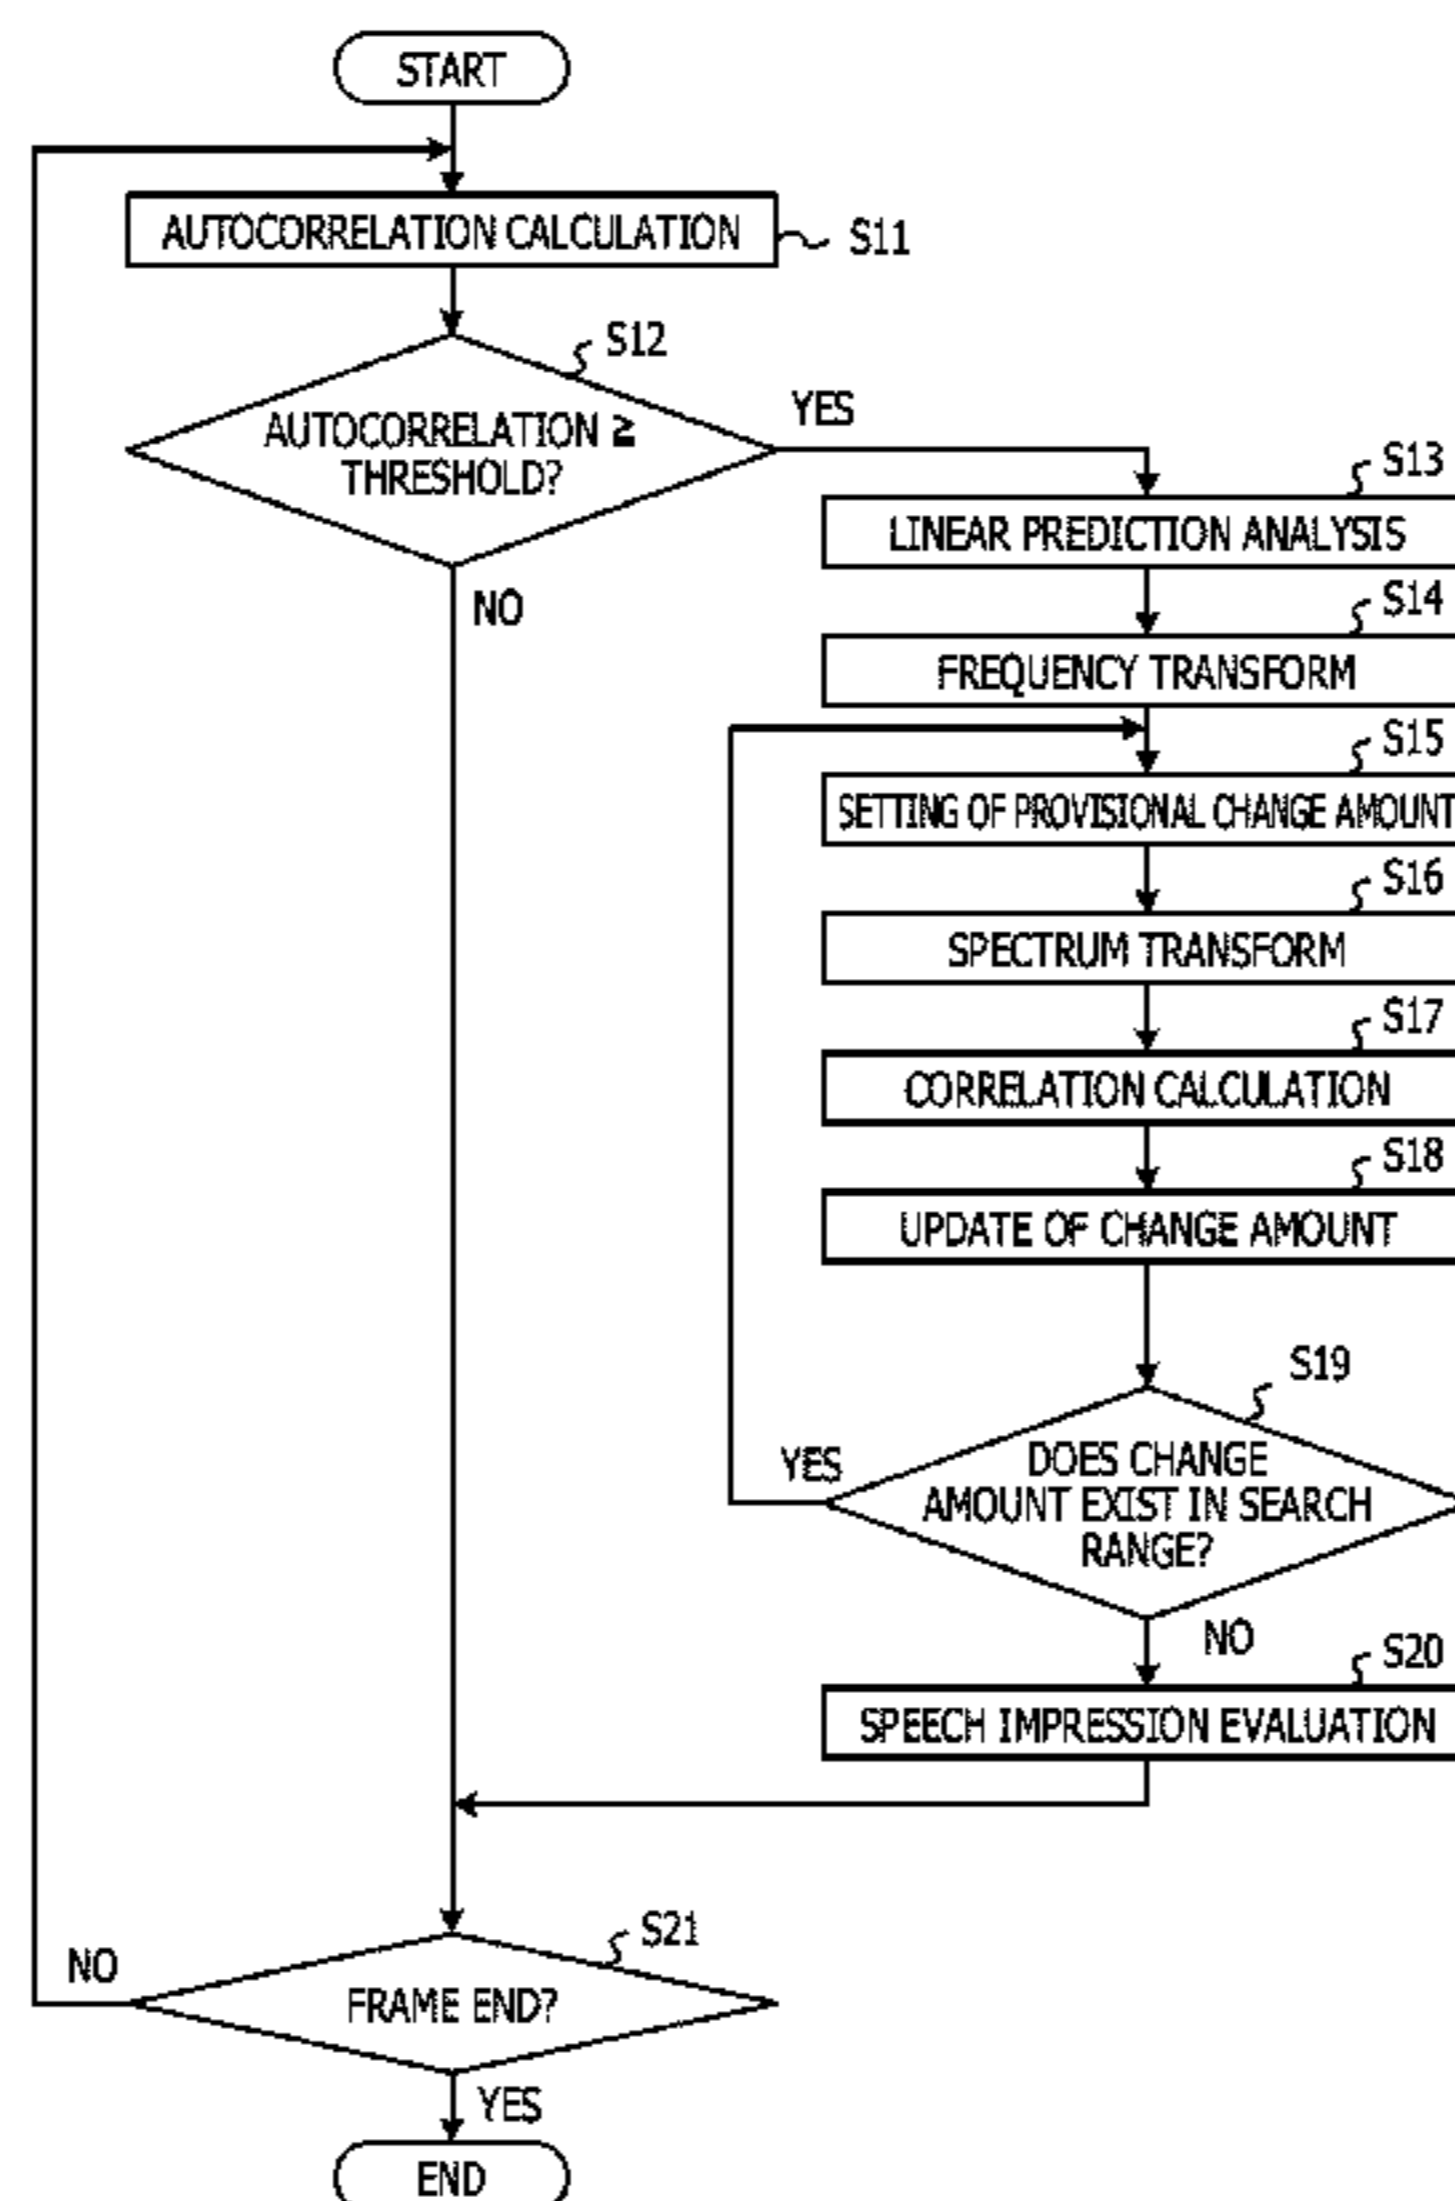 START
AUTOCORRELATION CALCULATION
S11
S12
AUTOCORRELATION ≧
THRESHOLD?
YES
NO
S13
LINEAR PREDICTION ANALYSIS
S14
FREQUENCY TRANSFORM
S15
SETTING OF PROVISIONAL CHANGE AMOUNT
S16
SPECTRUM TRANSFORM
S17
CORRELATION CALCULATION
S18
UPDATE OF CHANGE AMOUNT
S19
DOES CHANGE
AMOUNT EXIST IN SEARCH
RANGE?
YES
NO
S20
SPEECH IMPRESSION EVALUATION
S21
FRAME END?
NO
YES
END